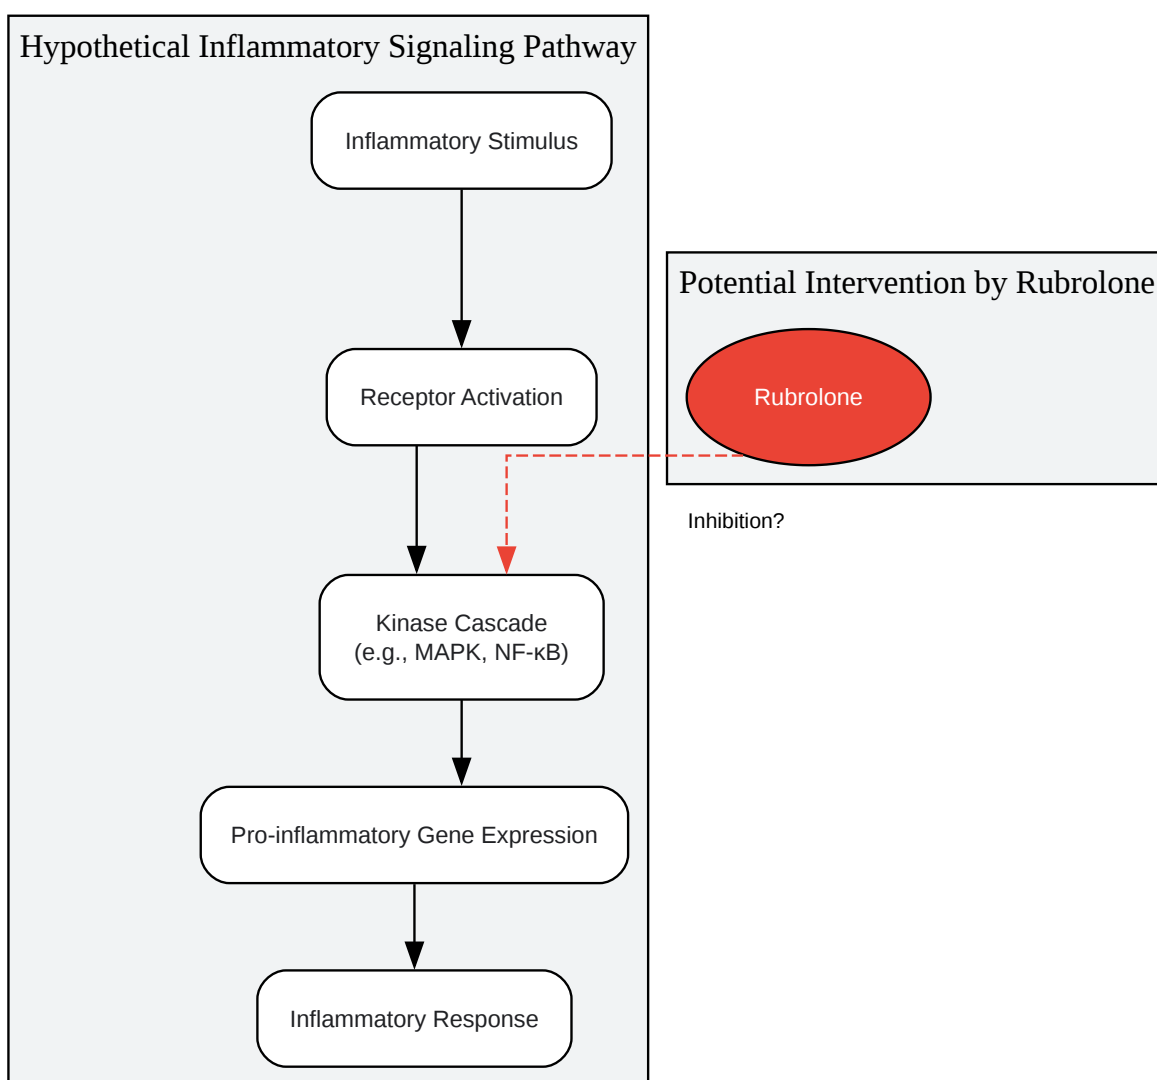 Hypothetical Inflammatory Signaling Pathway
Inflammatory Stimulus
Potential Intervention by Rubrolone
Receptor Activation
Rubrolone
Inhibition?
Kinase Cascade
(e.g., MAPK, NF-κB)
Pro-inflammatory Gene Expression
Inflammatory Response